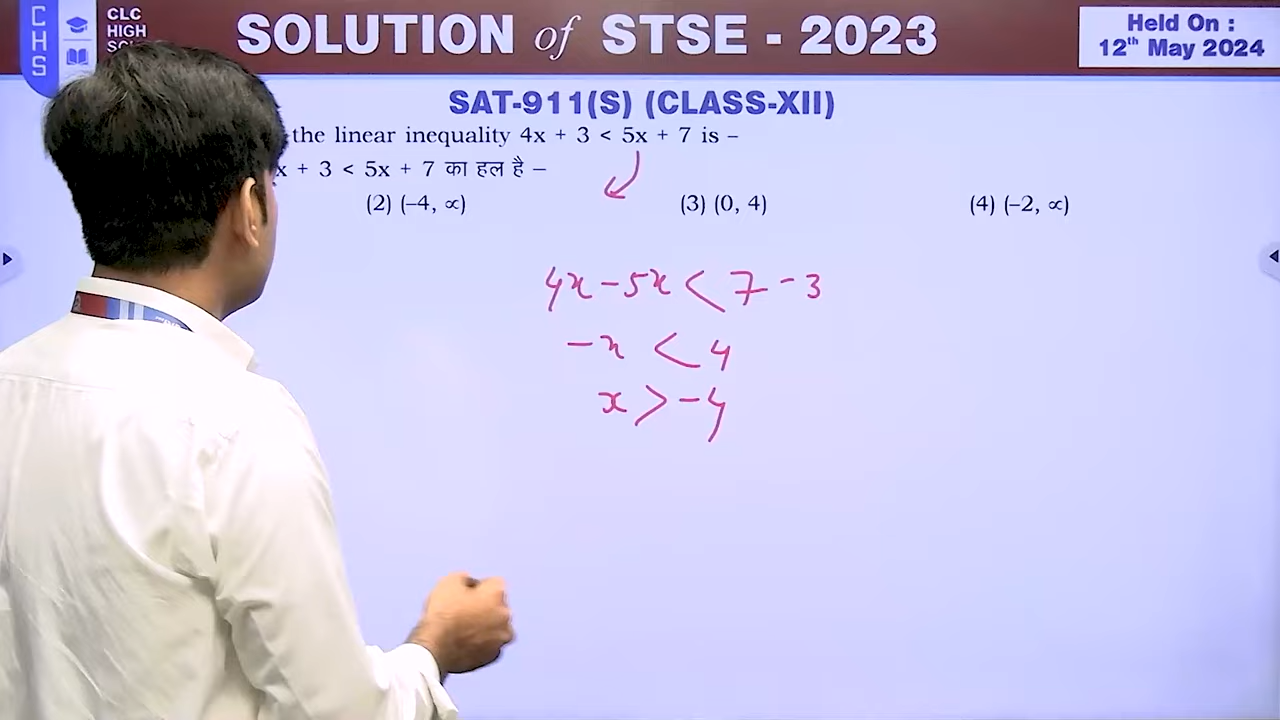 CHS
CLC
HIGH
SOLUTION of STSE - 2023
Held On :
12th May 2024
SAT-911(S) (CLASS-XII)
the linear inequality 4x + 3 < 5x + 7 is –
x + 3 < 5x + 7 का हल है –
(2) (–4, ∝) (3) (0, 4) (4) (–2, ∝)
4x - 5x < 7 - 3
- x < 4
x > - 4